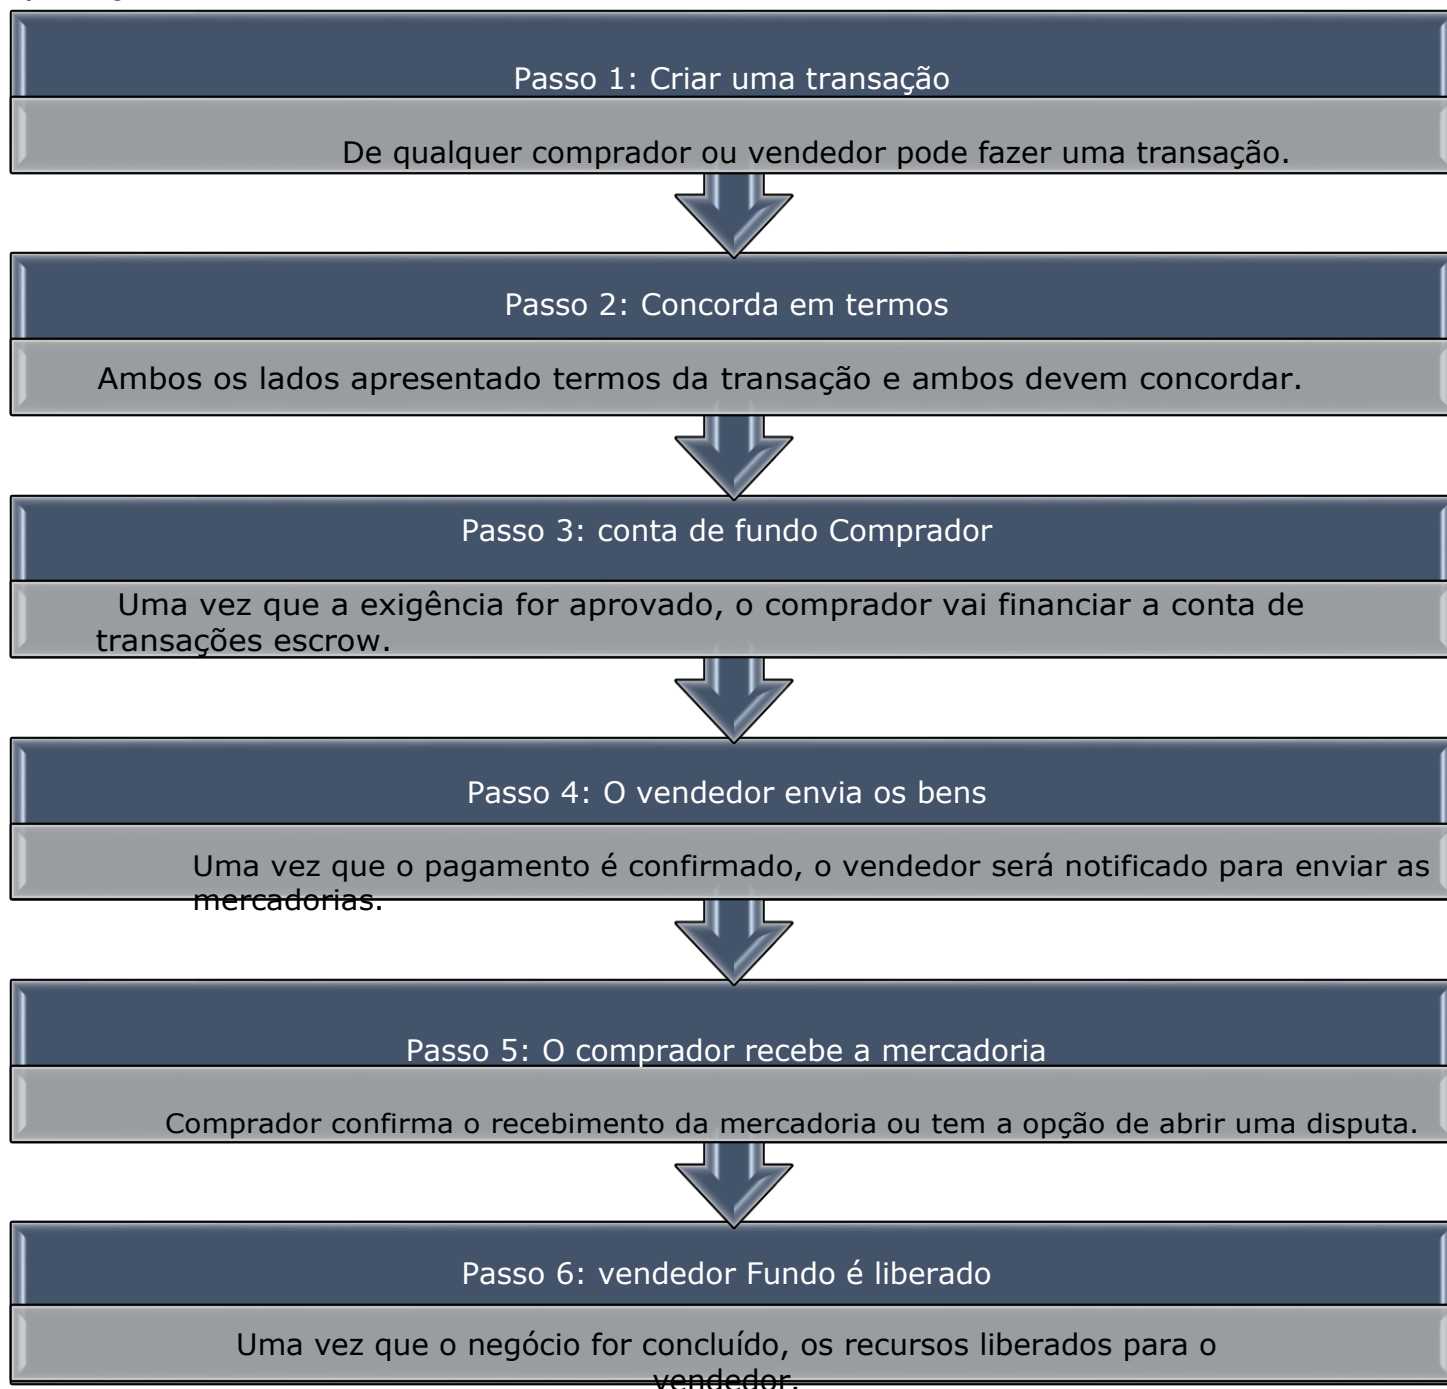 Passo 1: Criar uma transação
De qualquer comprador ou vendedor pode fazer uma transação.
Passo 2: Concorda em termos
Ambos os lados apresentado termos da transação e ambos devem concordar.
Passo 3: conta de fundo Comprador
Uma vez que a exigência for aprovado, o comprador vai financiar a conta de
transações escrow.
Passo 4: O vendedor envia os bens
Uma vez que o pagamento é confirmado, o vendedor será notificado para enviar as
mercadorias.
Passo 5: O comprador recebe a mercadoria
Comprador confirma o recebimento da mercadoria ou tem a opção de abrir uma disputa.
Passo 6: vendedor Fundo é liberado
Uma vez que o negócio for concluído, os recursos liberados para o
vendedor.